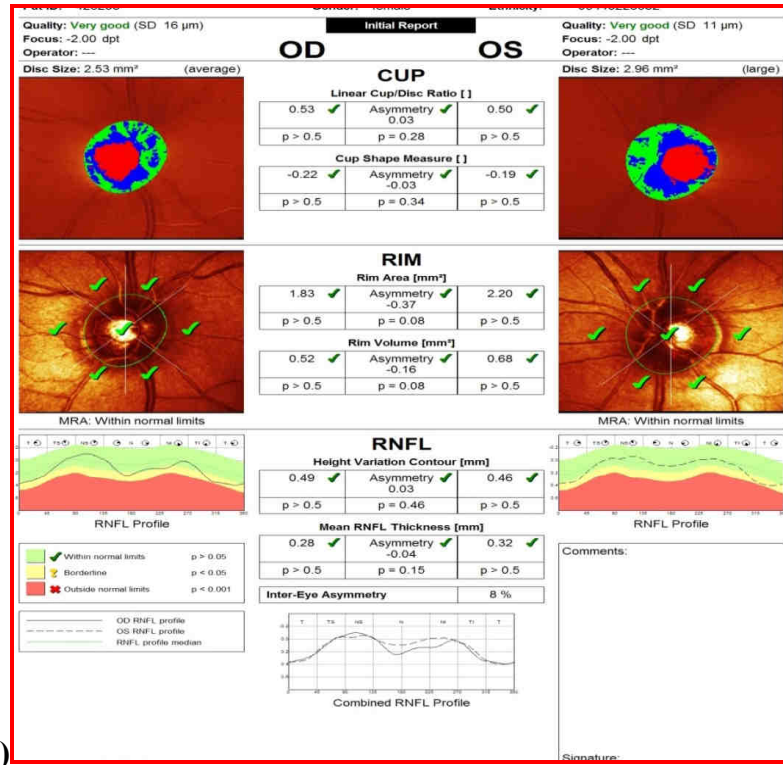 Initial Report
Quality: Very good (SD 16 µm)
Focus: -2.00 dpt
Operator: ---
OD
OS
Quality: Very good (SD 11 µm)
Focus: -2.00 dpt
Operator: ---
Disc Size: 2.53 mm² (average)
Disc Size: 2.96 mm² (large)
CUP
Linear Cup/Disc Ratio [ ]
0.53 Asymmetry 0.50
0.03
p > 0.5 p = 0.28 p > 0.5
Cup Shape Measure [ ]
-0.22 Asymmetry -0.19
-0.03
p > 0.5 p = 0.34 p > 0.5
RIM
Rim Area [mm²]
1.83 Asymmetry 2.20
-0.37
p > 0.5 p = 0.08 p > 0.5
Rim Volume [mm³]
0.52 Asymmetry 0.68
-0.16
p > 0.5 p = 0.08 p > 0.5
MRA: Within normal limits
MRA: Within normal limits
RNFL
Height Variation Contour [mm]
0.49 Asymmetry 0.46
0.03
p > 0.5 p = 0.46 p > 0.5
RNFL Profile
RNFL Profile
Mean RNFL Thickness [mm]
0.28 Asymmetry 0.32
-0.04
p > 0.5 p = 0.15 p > 0.5
Inter-Eye Asymmetry 8 %
Within normal limits p > 0.05
Borderline p < 0.05
Outside normal limits p < 0.001
OD RNFL profile
OS RNFL profile
RNFL profile median
T TS NS N NI TI T
Combined RNFL Profile
Comments:
Signature:
)